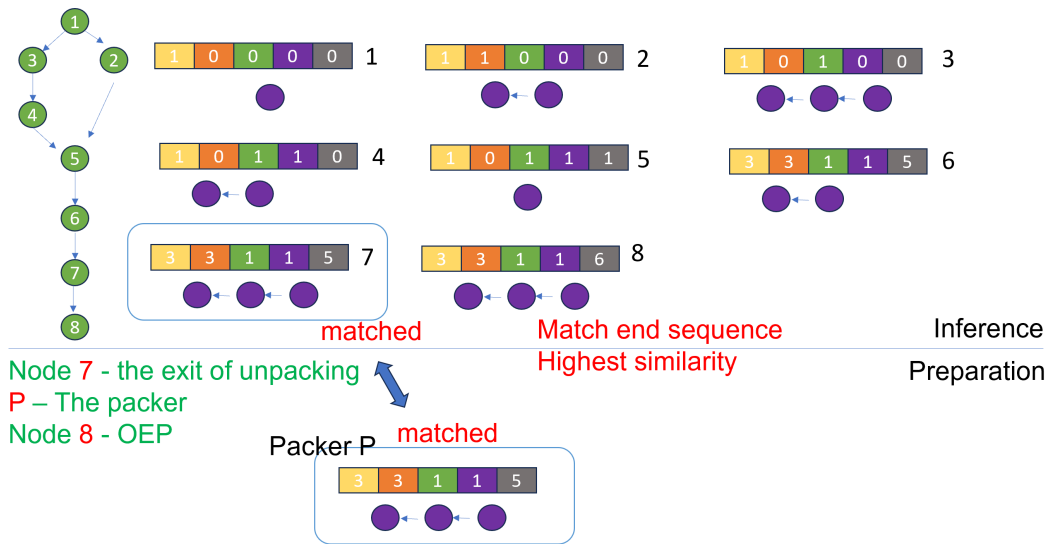 1
3
2
4
5
6
7
8
1 0 0 0 0 1
1 1 0 0 0 2
1 0 1 0 0 3
1 0 1 1 0 4
1 0 1 1 1 5
3 3 1 1 5 6
3 3 1 1 5 7
3 3 1 1 6 8
matched
Match end sequence
Highest similarity
Inference
Preparation
Node 7 - the exit of unpacking
P – The packer
Node 8 - OEP
matched
Packer P
3 3 1 1 5